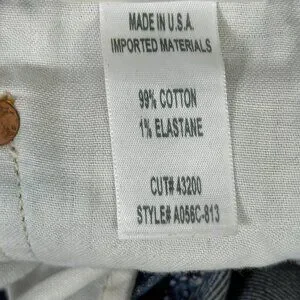 MADE IN U.S.A.
IMPORTED MATERIALS
99% COTTON
1% ELASTANE
CUT# 43200
STYLE# A056C-813